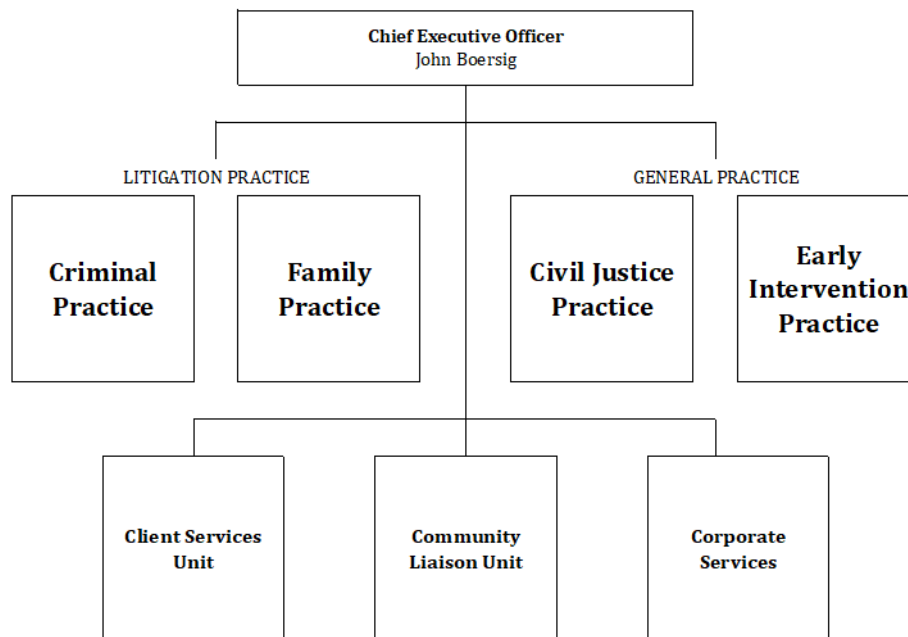 Chief Executive Officer
John Boersig
LITIGATION PRACTICE
GENERAL PRACTICE
Criminal
Practice
Family
Practice
Civil Justice
Practice
Early
Intervention
Practice
Client Services
Unit
Community
Liaison Unit
Corporate
Services